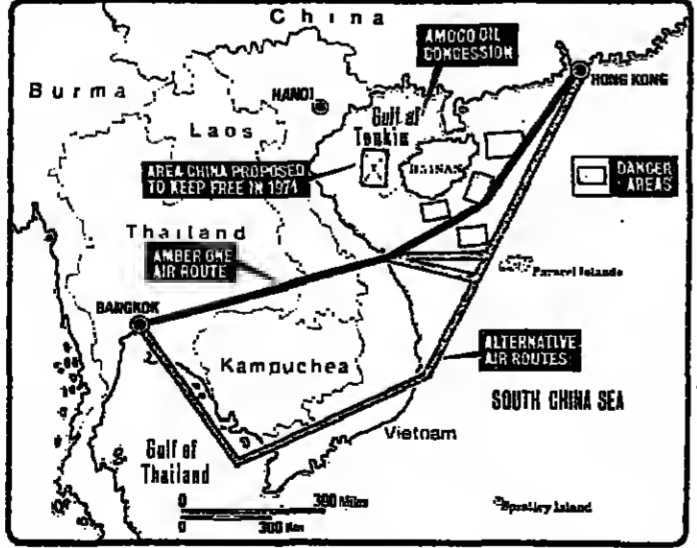 China
AMOCO OIL
CONCESSION
HONG KONG
Burma
HANOI
Laos
Gulf of
Tonkin
HAINAN
AREA CHINA PROPOSED
TO KEEP FREE IN 1974
DANGER
AREAS
Thailand
AMBER ONE
AIR ROUTE
Paracel Islands
BANGKOK
Kampuchea
ALTERNATIVE
AIR ROUTES
SOUTH CHINA SEA
Vietnam
Gulf of
Thailand
0 300 Miles
0 300 Km
Spratley Island